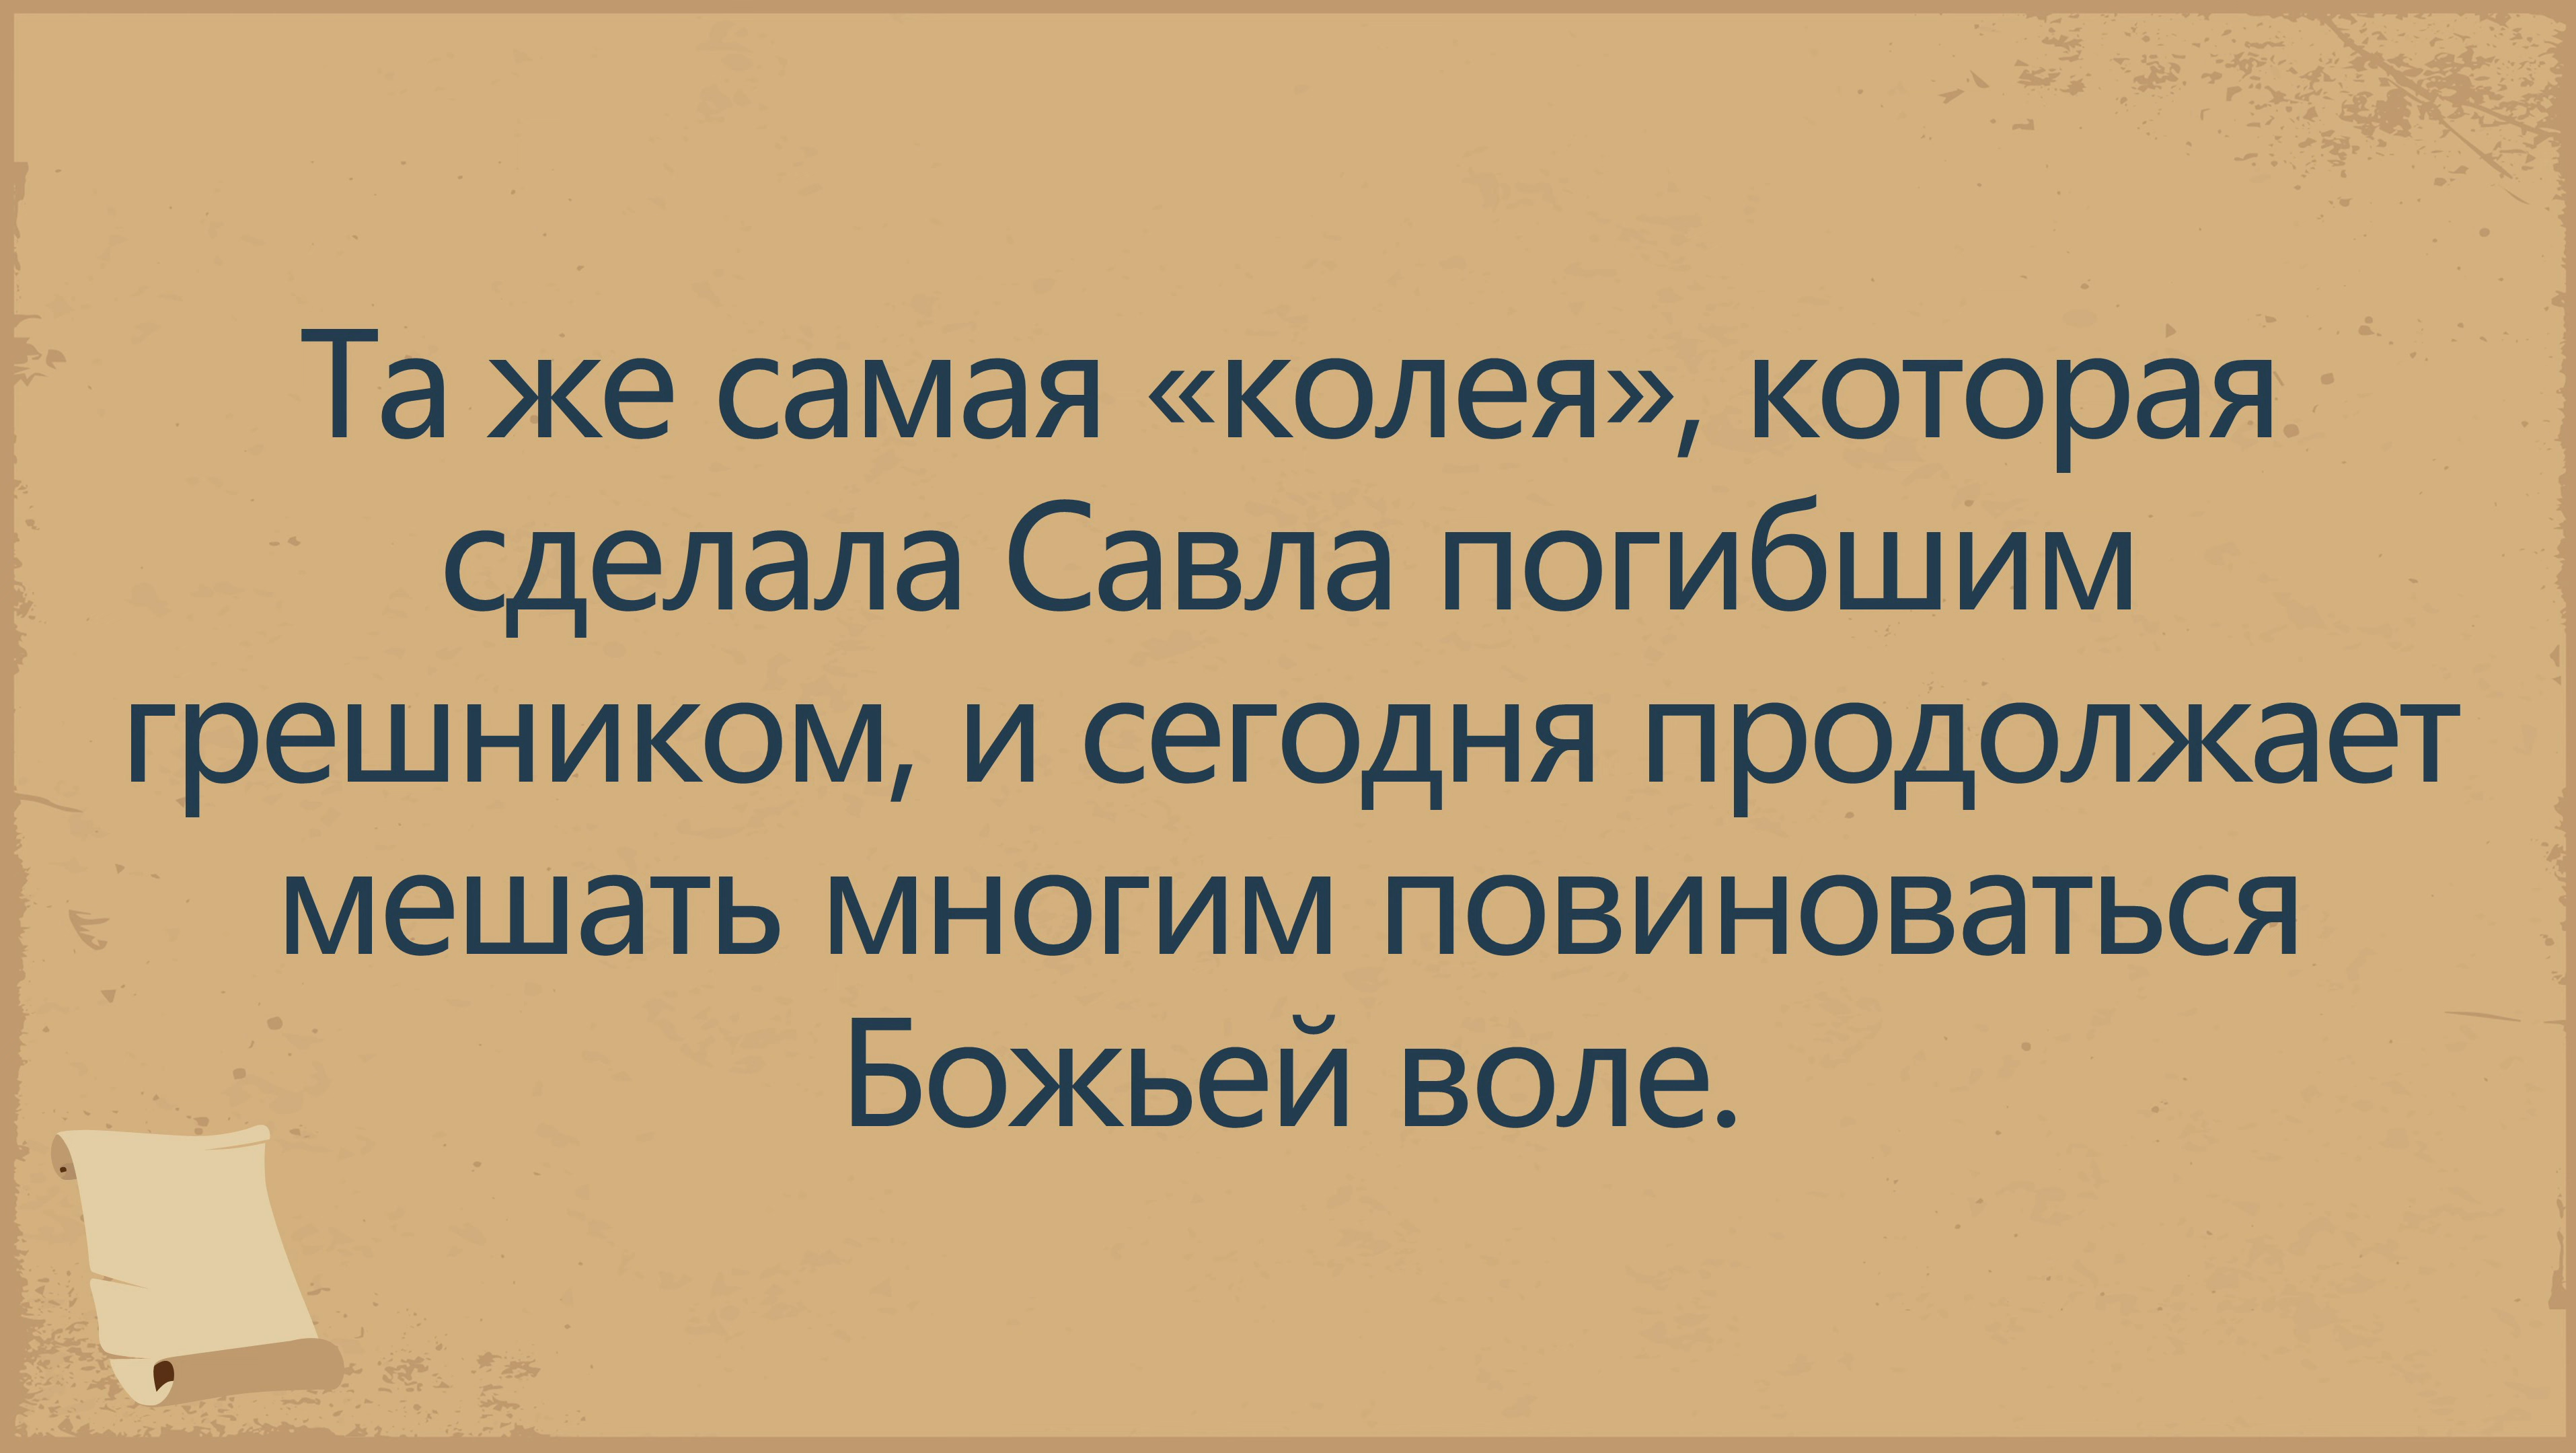 Та же самая «колея», которая
сделала Савла погибшим
грешником, и сегодня продолжает
мешать многим повиноваться
Божьей воле.